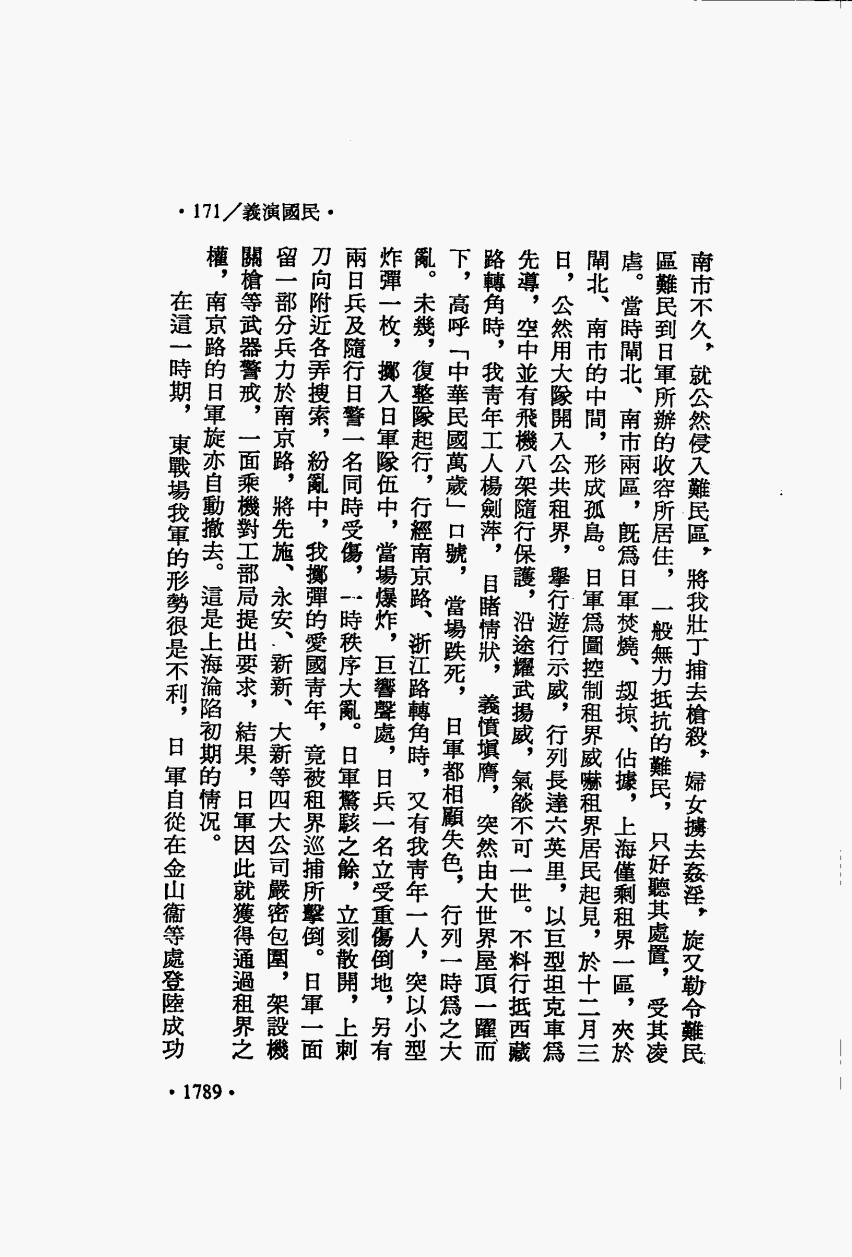 •171／義演國民•
南市不久，就公然侵入難民區，將我壯丁捕去槍殺，婦女擄去姦淫，旋又勒令難民
區難民到日軍所辦的收容所居住，一般無力抵抗的難民，只好聽其處置，受其凌
虐。當時閘北、南市兩區，旣爲日軍焚燒、刼掠、佔據，上海僅剩租界一區，夾於
閘北、南市的中間，形成孤島。日軍爲圖控制租界威嚇租界居民起見，於十二月三
日，公然用大隊開入公共租界，舉行遊行示威，行列長達六英里，以巨型坦克車爲
先導，空中並有飛機八架隨行保護，沿途耀武揚威，氣燄不可一世。不料行抵西藏
路轉角時，我靑年工人楊劍萍，目睹情狀，義憤塡膺，突然由大世界屋頂一躍而
下，高呼「中華民國萬歲」口號，當場跌死，日軍都相顧失色，行列一時爲之大
亂。未幾，復整隊起行，行經南京路、浙江路轉角時，又有我靑年一人，突以小型
炸彈一枚，擲入日軍隊伍中，當場爆炸，巨響聲處，日兵一名立受重傷倒地，另有
兩日兵及隨行日警一名同時受傷，一時秩序大亂。日軍驚駭之餘，立刻散開，上刺
刀向附近各弄搜索，紛亂中，我擲彈的愛國靑年，竟被租界巡捕所擊倒。日軍一面
留一部分兵力於南京路，將先施、永安、新新、大新等四大公司嚴密包圍，架設機
關槍等武器警戒，一面乘機對工部局提出要求，結果，日軍因此就獲得通過租界之
權，南京路的日軍旋亦自動撤去。這是上海淪陷初期的情況。
在這一時期，東戰場我軍的形勢很是不利，日軍自從在金山衞等處登陸成功
•1789•